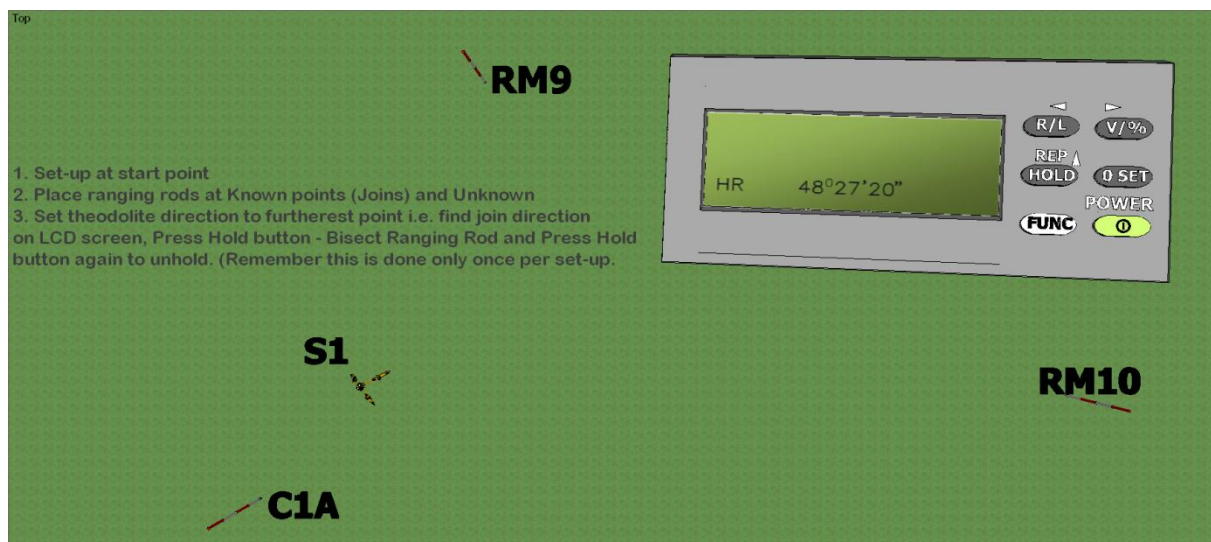 Top
RM9
R/L
V/%
REP
HOLD
0 SET
POWER
FUNC
HR 48°27'20"
1. Set-up at start point
2. Place ranging rods at Known points (Joins) and Unknown
3. Set theodolite direction to furtherest point i.e. find join direction
on LCD screen, Press Hold button - Bisect Ranging Rod and Press Hold
button again to unhold. (Remember this is done only once per set-up.
S1
RM10
C1A